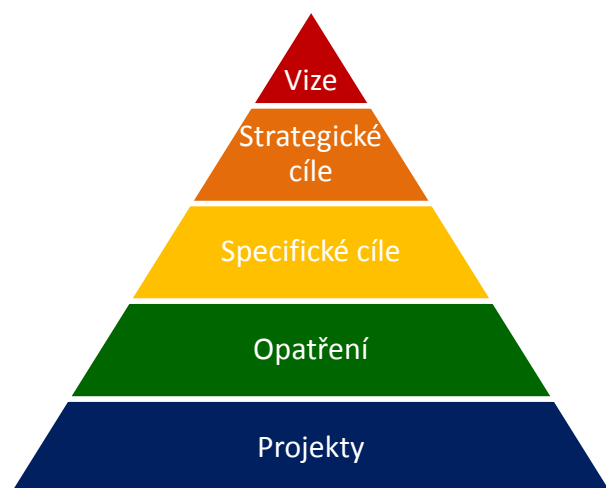 Vize
Strategické
cíle
Specifické cíle
Opatření
Projekty